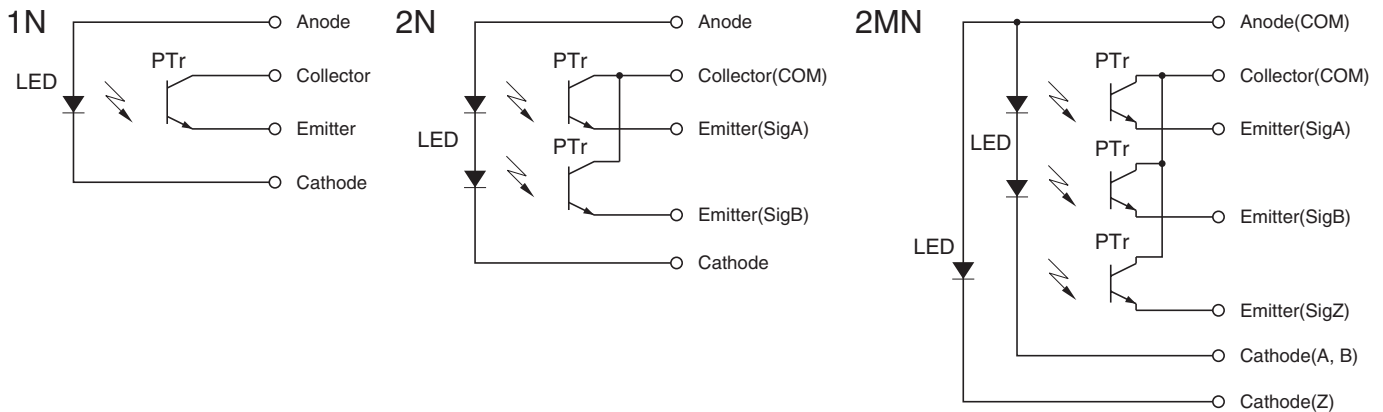 1N
Anode
PTr
LED
Collector
Emitter
Cathode
2N
Anode
PTr
Collector(COM)
Emitter(SigA)
LED
PTr
Emitter(SigB)
Cathode
2MN
Anode(COM)
PTr
Collector(COM)
Emitter(SigA)
LED
PTr
Emitter(SigB)
LED
PTr
Emitter(SigZ)
Cathode(A, B)
Cathode(Z)